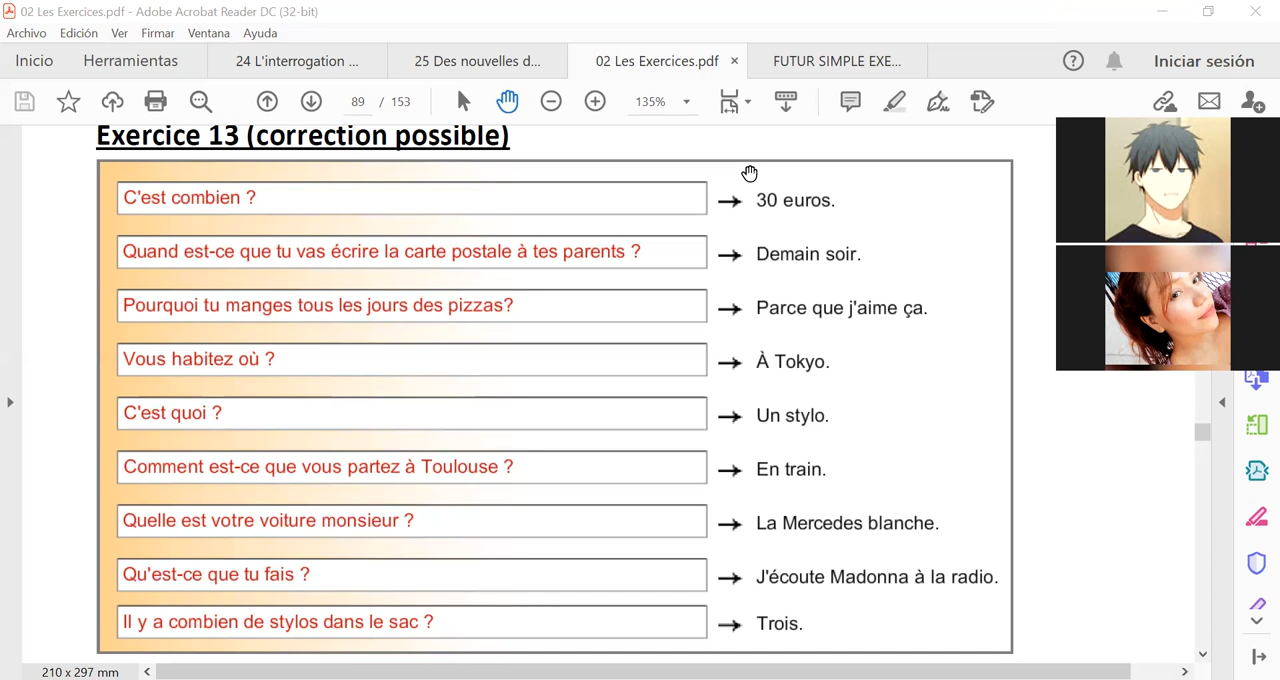 02 Les Exercices.pdf - Adobe Acrobat Reader DC (32-bit)
Archivo Edición Ver Firmar Ventana Ayuda
Inicio Herramientas 24 L'interrogation ... 25 Des nouvelles d... 02 Les Exercices.pdf × FUTUR SIMPLE EXE... Iniciar sesión
89 / 153 135%
Exercice 13 (correction possible)
C'est combien ? → 30 euros.
Quand est-ce que tu vas écrire la carte postale à tes parents ? → Demain soir.
Pourquoi tu manges tous les jours des pizzas? → Parce que j'aime ça.
Vous habitez où ? → À Tokyo.
C'est quoi ? → Un stylo.
Comment est-ce que vous partez à Toulouse ? → En train.
Quelle est votre voiture monsieur ? → La Mercedes blanche.
Qu'est-ce que tu fais ? → J'écoute Madonna à la radio.
Il y a combien de stylos dans le sac ? → Trois.
210 x 297 mm